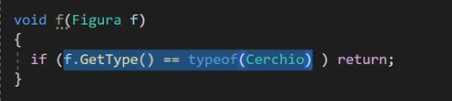 void f(Figura f)
{
if (f.GetType() == typeof(Cerchio) ) return;
}